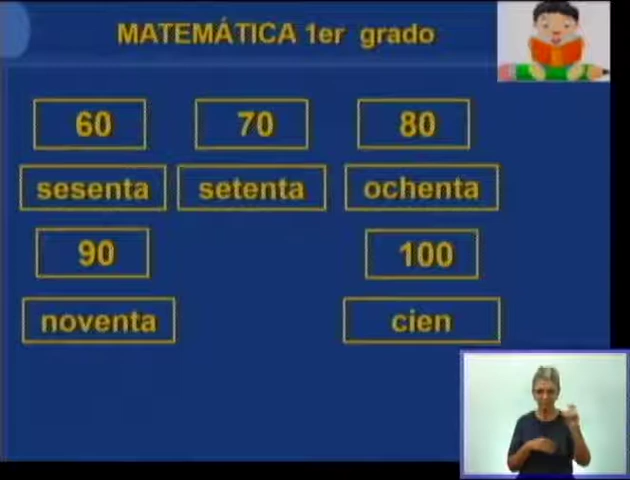 MATEMÁTICA 1er grado
60 70 80
sesenta setenta ochenta
90 100
noventa cien